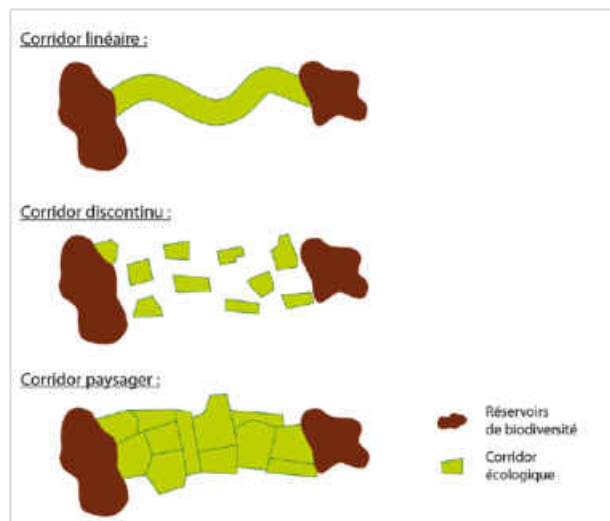 Corridor linéaire :
Corridor discontinu :
Corridor paysager :
Réservoirs
de biodiversité
Corridor
écologique